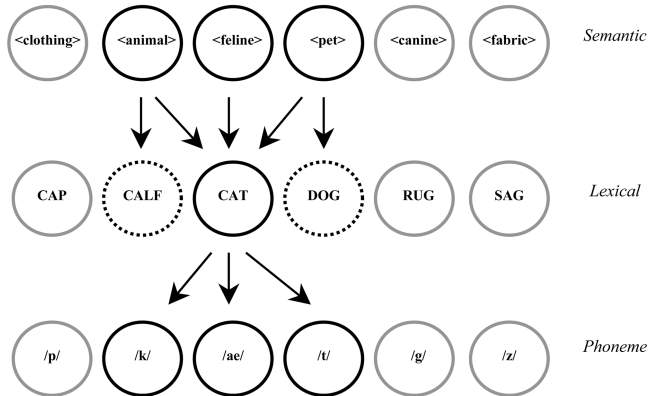 <clothing> <animal> <feline> <pet> <canine> <fabric> Semantic
CAP CALF CAT DOG RUG SAG Lexical
/p/ /k/ /ae/ /t/ /g/ /z/ Phoneme